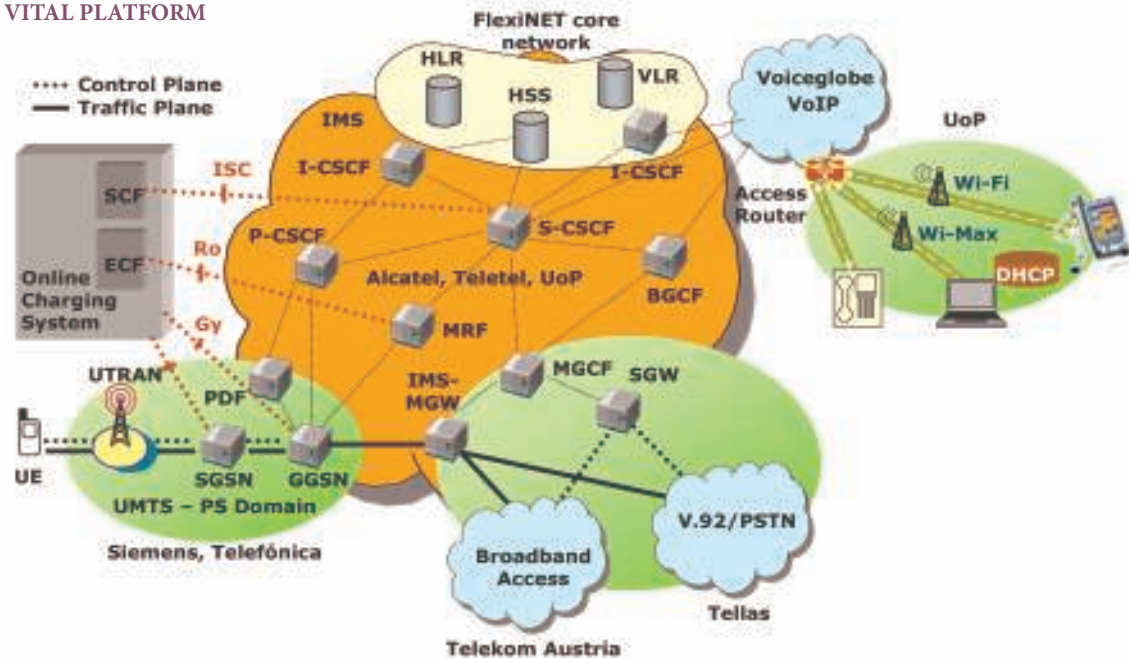 VITAL PLATFORM
FlexiNET core
network
HLR
VLR
HSS
Control Plane
Traffic Plane
IMS
I-CSCF
I-CSCF
Voiceglobe
VoIP
UoP
Access
Router
Wi-Fi
Wi-Max
DHCP
SCF
ISC
ECF
Ro
Online
Charging
System
Gy
P-CSCF
S-CSCF
Alcatel, Teletel, UoP
BGCF
MRF
UTRAN
PDF
IMS-
MGW
MGCF
SGW
UE
SGSN
GGSN
UMTS – PS Domain
Siemens, Telefónica
V.92/PSTN
Broadband
Access
Tellas
Telekom Austria